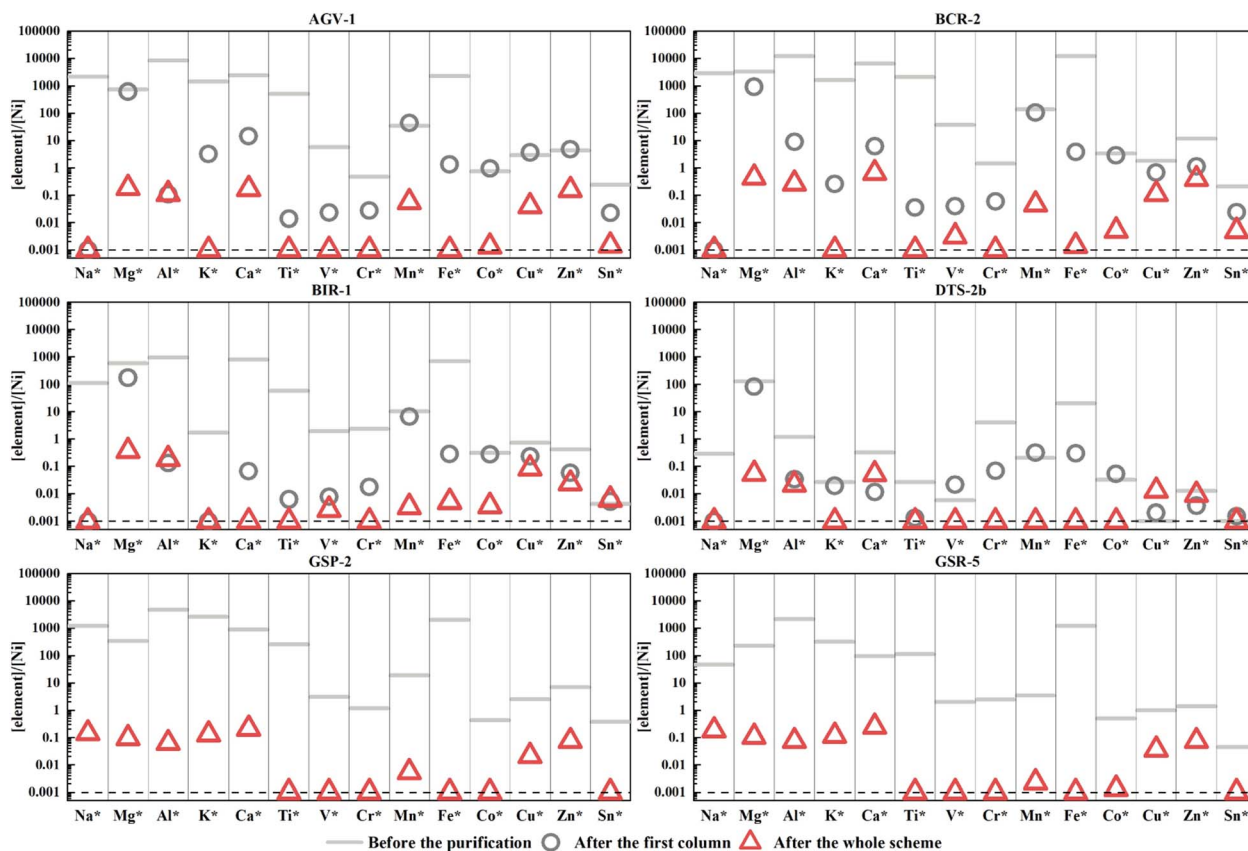 AGV-1
BCR-2
100000
10000
1000
100
10
1
0.1
0.01
0.001
[element]/[Ni]
Na* Mg* Al* K* Ca* Ti* V* Cr* Mn* Fe* Co* Cu* Zn* Sn*
100000
10000
1000
100
10
1
0.1
0.01
0.001
[element]/[Ni]
Na* Mg* Al* K* Ca* Ti* V* Cr* Mn* Fe* Co* Cu* Zn* Sn*
BIR-1
DTS-2b
100000
10000
1000
100
10
1
0.1
0.01
0.001
[element]/[Ni]
Na* Mg* Al* K* Ca* Ti* V* Cr* Mn* Fe* Co* Cu* Zn* Sn*
100000
10000
1000
100
10
1
0.1
0.01
0.001
[element]/[Ni]
Na* Mg* Al* K* Ca* Ti* V* Cr* Mn* Fe* Co* Cu* Zn* Sn*
GSP-2
GSR-5
100000
10000
1000
100
10
1
0.1
0.01
0.001
[element]/[Ni]
Na* Mg* Al* K* Ca* Ti* V* Cr* Mn* Fe* Co* Cu* Zn* Sn*
100000
10000
1000
100
10
1
0.1
0.01
0.001
[element]/[Ni]
Na* Mg* Al* K* Ca* Ti* V* Cr* Mn* Fe* Co* Cu* Zn* Sn*
Before the purification After the first column After the whole scheme